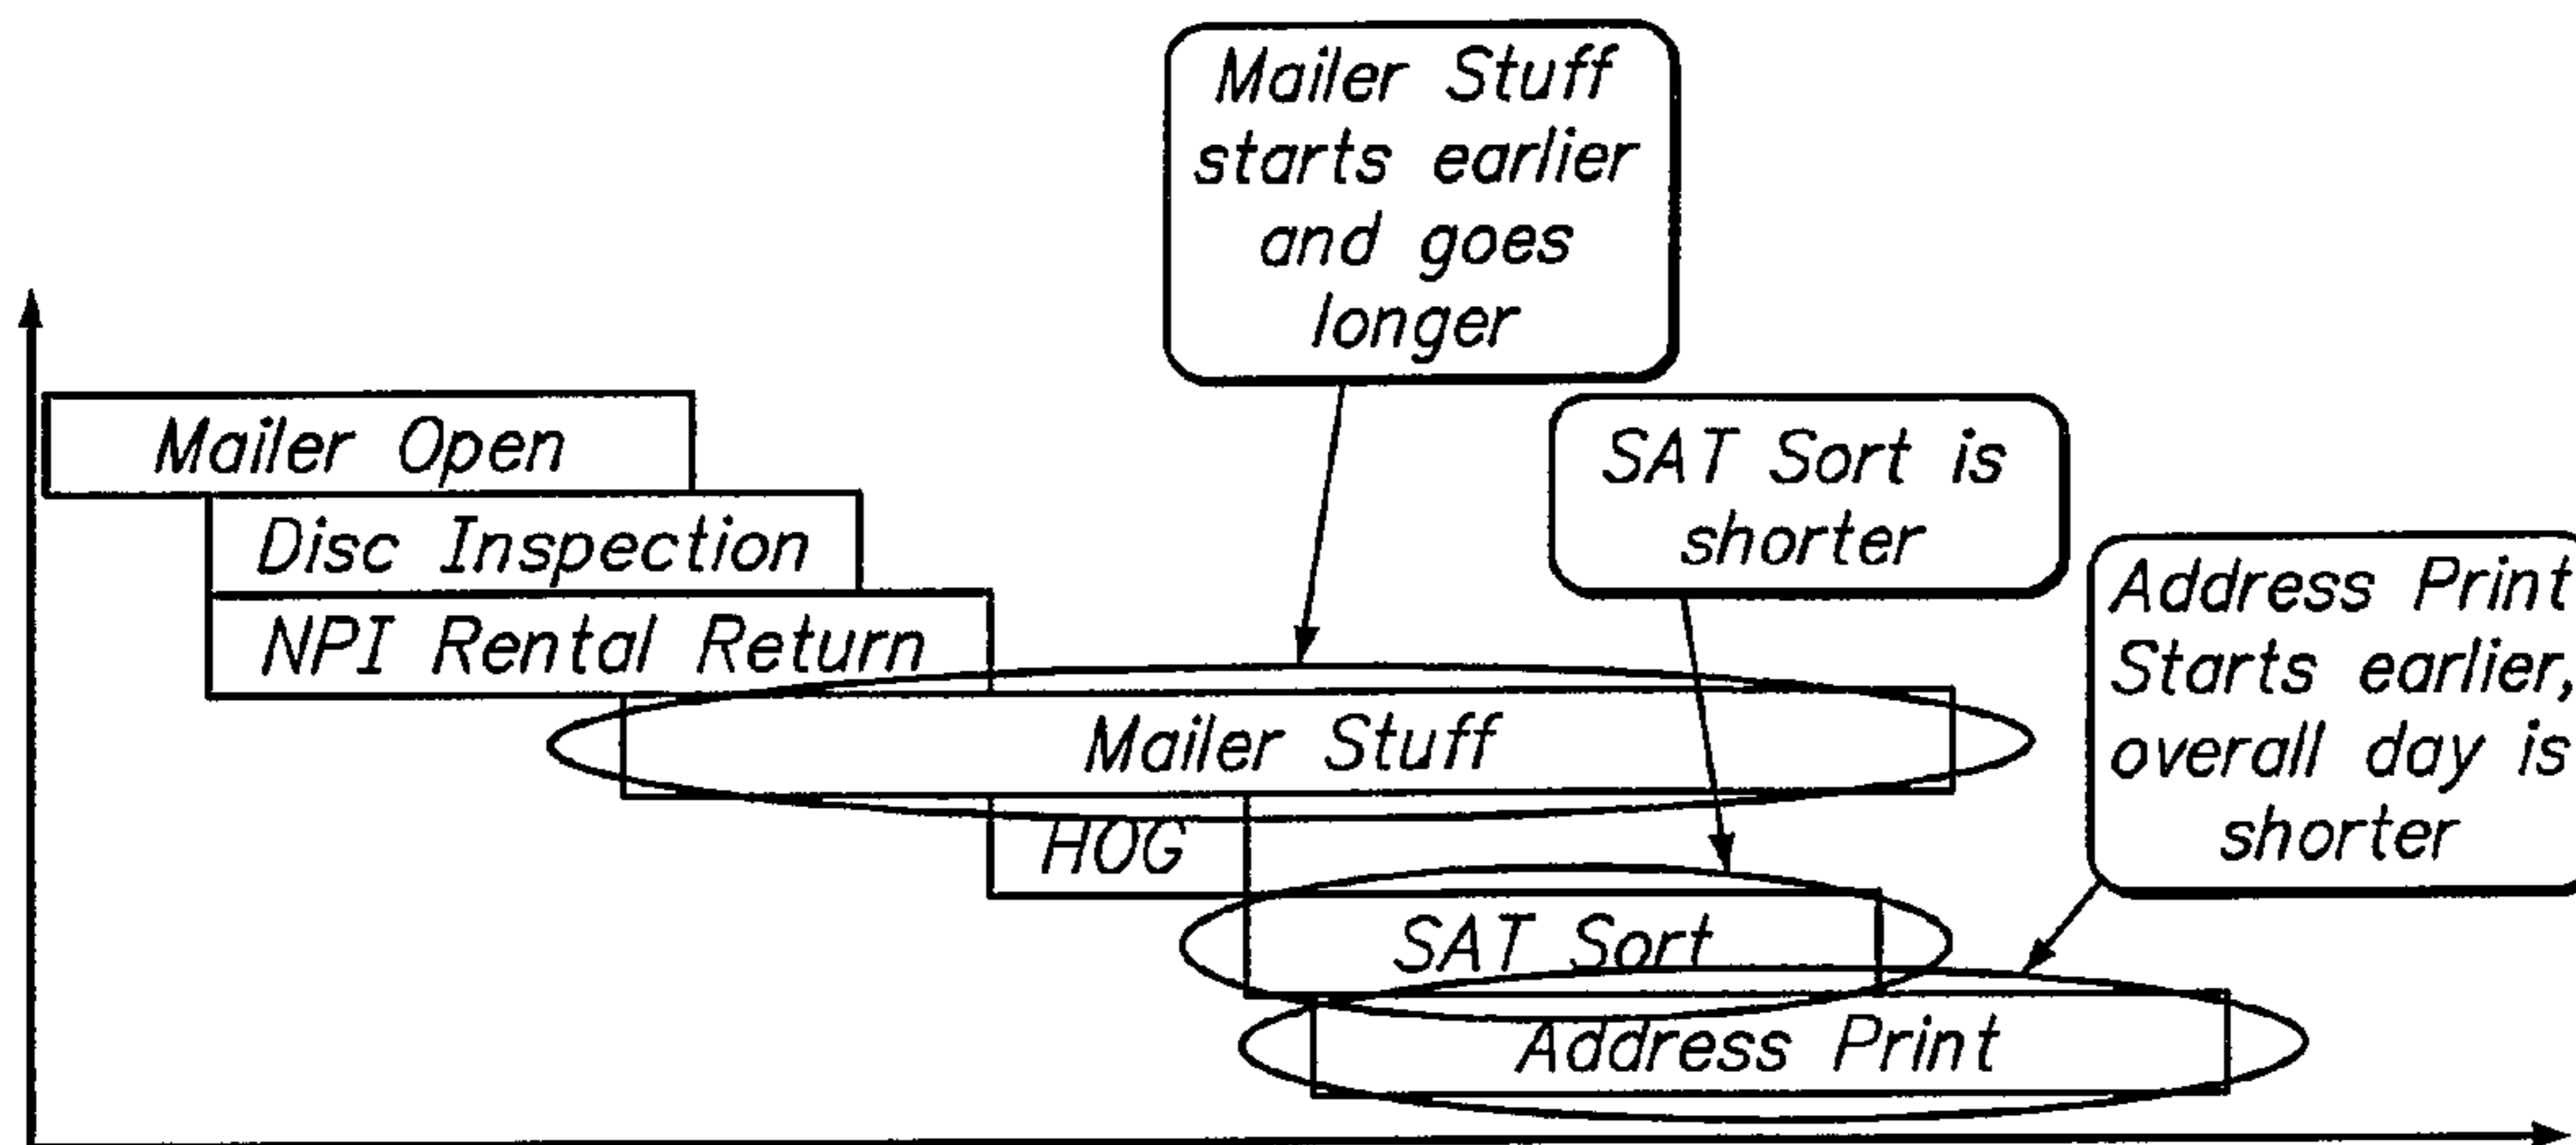 Mailer Stuff
starts earlier
and goes
longer
Mailer Open
SAT Sort is
shorter
Disc Inspection
Address Print
Starts earlier,
overall day is
shorter
NPI Rental Return
Mailer Stuff
HOG
SAT Sort
Address Print